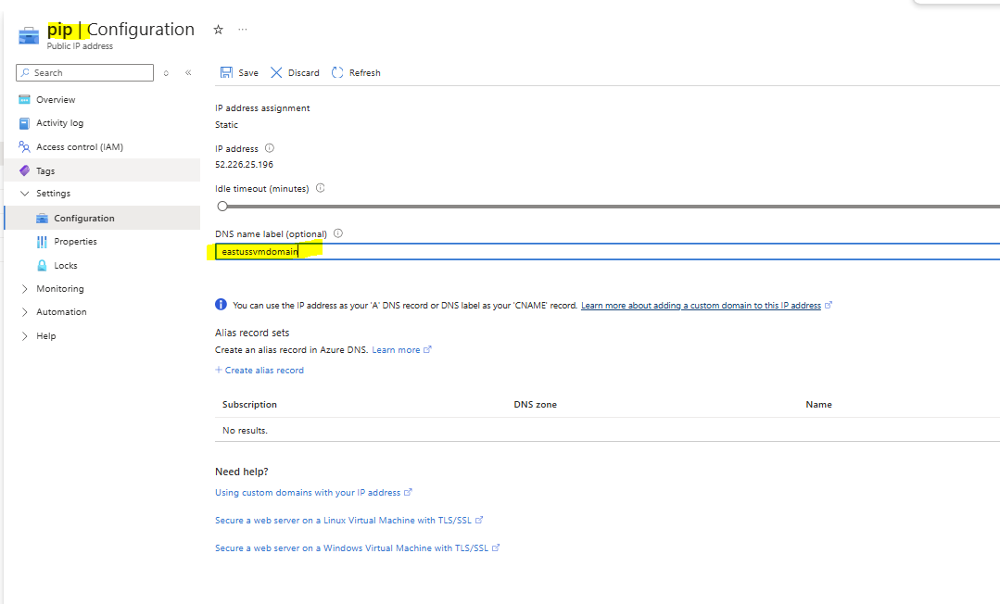 pip | Configuration
Public IP address
Search
Save Discard Refresh
Overview
Activity log
Access control (IAM)
Tags
Settings
Configuration
Properties
Locks
Monitoring
Automation
Help
IP address assignment
Static
IP address
52.226.25.196
Idle timeout (minutes)
DNS name label (optional)
eastussvmdomain
You can use the IP address as your 'A' DNS record or DNS label as your 'CNAME' record. Learn more about adding a custom domain to this IP address
Alias record sets
Create an alias record in Azure DNS. Learn more
+ Create alias record
Subscription DNS zone Name
No results.
Need help?
Using custom domains with your IP address
Secure a web server on a Linux Virtual Machine with TLS/SSL
Secure a web server on a Windows Virtual Machine with TLS/SSL